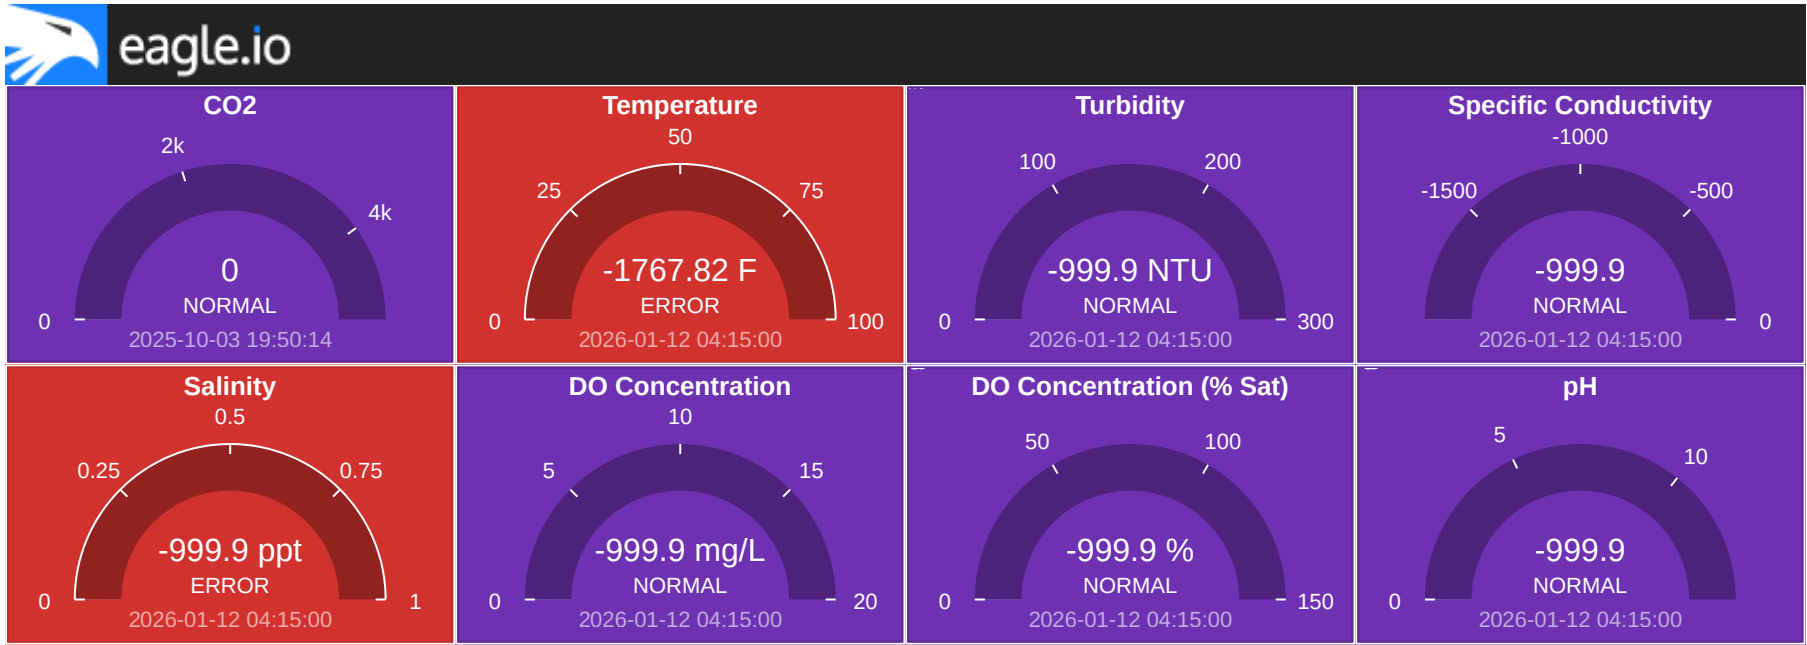 eagle.io
CO2
2k
4k
0
NORMAL
0
2025-10-03 19:50:14
Temperature
50
25
75
-1767.82 F
ERROR
0
100
2026-01-12 04:15:00
Turbidity
100
200
-999.9 NTU
NORMAL
0
300
2026-01-12 04:15:00
Specific Conductivity
-1000
-1500
-500
-999.9
NORMAL
0
2026-01-12 04:15:00
Salinity
0.5
0.25
0.75
-999.9 ppt
ERROR
0
1
2026-01-12 04:15:00
DO Concentration
10
5
15
-999.9 mg/L
NORMAL
0
20
2026-01-12 04:15:00
DO Concentration (% Sat)
50
100
-999.9 %
NORMAL
0
150
2026-01-12 04:15:00
pH
5
10
-999.9
NORMAL
0
2026-01-12 04:15:00